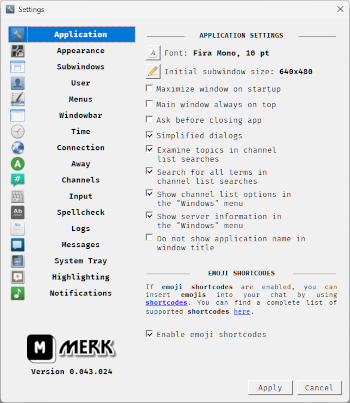 Settings
Application
Appearance
Subwindows
User
Menus
Windowbar
Time
Connection
Away
Channels
Input
Spellcheck
Logs
Messages
System Tray
Highlighting
Notifications
MERK
Version 0.043.024
APPLICATION SETTINGS
Font: Fira Mono, 10 pt
Initial subwindow size: 640x480
Maximize window on startup
Main window always on top
Ask before closing app
Simplified dialogs
Examine topics in channel
list searches
Search for all terms in
channel list searches
Show channel list options in
the "Windows" menu
Show server information in
the "Windows" menu
Do not show application name in
window title
EMOJI SHORTCODES
If emoji shortcodes are enabled, you can
insert emojis into your chat by using
shortcodes. You can find a complete list of
supported shortcodes here.
Enable emoji shortcodes
Apply
Cancel